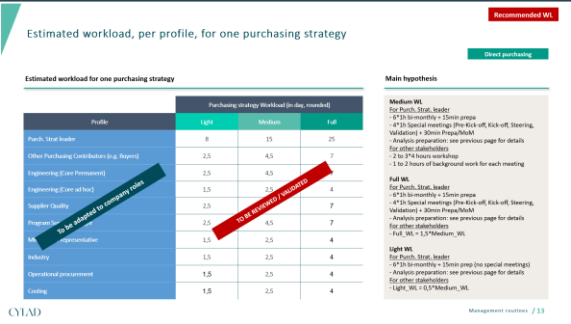 Recommended WL
Estimated workload, per profile, for one purchasing strategy
Direct purchasing
Estimated workload for one purchasing strategy
Main hypothesis
Purchasing strategy Workload (in day, rounded)
Profile Light Medium Full
Purch. Strat leader 8 15 25
Other Purchasing Contributors (e.g. Buyers) 2,5 4,5 7
Engineering (Core Permanent) 2,5 4,5
Engineering (Core ad hoc) 1,5 2,5 4
Supplier Quality 2,5 7
Program 2,5 4,5 7
representative 1,5 2,5 4
Industry 1,5 2,5 4
Operational procurement 1,5 2,5 4
Costing 1,5 2,5 4
To be adapted to company roles
TO BE REVIEWED / VALIDATED
Medium WL
For Purch. Strat. leader
- 6*1h bi-monthly + 15min prepa
- 4*1h Special meetings (Pre-Kick-off, Kick-off, Steering,
Validation) + 30min Prepa/MoM
- Analysis preparation: see previous page for details
For other stakeholders
- 2 to 3*4 hours workshop
- 1 to 2 hours of background work for each meeting
Full WL
For Purch. Strat. leader
- 6*1h bi-monthly + 15min prepa
- 4*1h Special meetings (Pre-Kick-off, Kick-off, Steering,
Validation) + 30min Prepa/MoM
- Analysis preparation: see previous page for details
For other stakeholders
- Full_WL = 1,5*Medium_WL
Light WL
For Purch. Strat. leader
- 6*1h bi-monthly + 15min prep (no special meetings)
- Analysis preparation: see previous page for details
For other stakeholders
- Light_WL = 0,5*Medium_WL
CYLAD
Management routines / 13